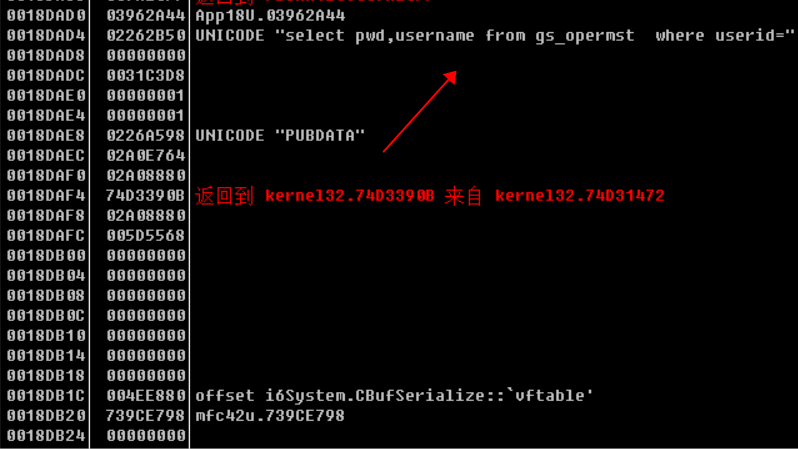 0018DAD0 03962A44 App18U.03962A44
0018DAD4 02262B50 UNICODE "select pwd,username from gs_opermst  where userid="
0018DAD8 00000000
0018DADC 0031C3D8
0018DAE0 00000001
0018DAE4 00000001
0018DAE8 0226A598 UNICODE "PUBDATA"
0018DAEC 02A0E764
0018DAF0 02A08880
0018DAF4 74D3390B 返回到 kernel32.74D3390B 来自 kernel32.74D31472
0018DAF8 02A08880
0018DAFC 005D5568
0018DB00 00000000
0018DB04 00000000
0018DB08 00000000
0018DB0C 00000000
0018DB10 00000000
0018DB14 00000000
0018DB18 00000000
0018DB1C 004EE880 offset i6System.CBufSerialize::`vftable'
0018DB20 739CE798 mfc42u.739CE798
0018DB24 00000000